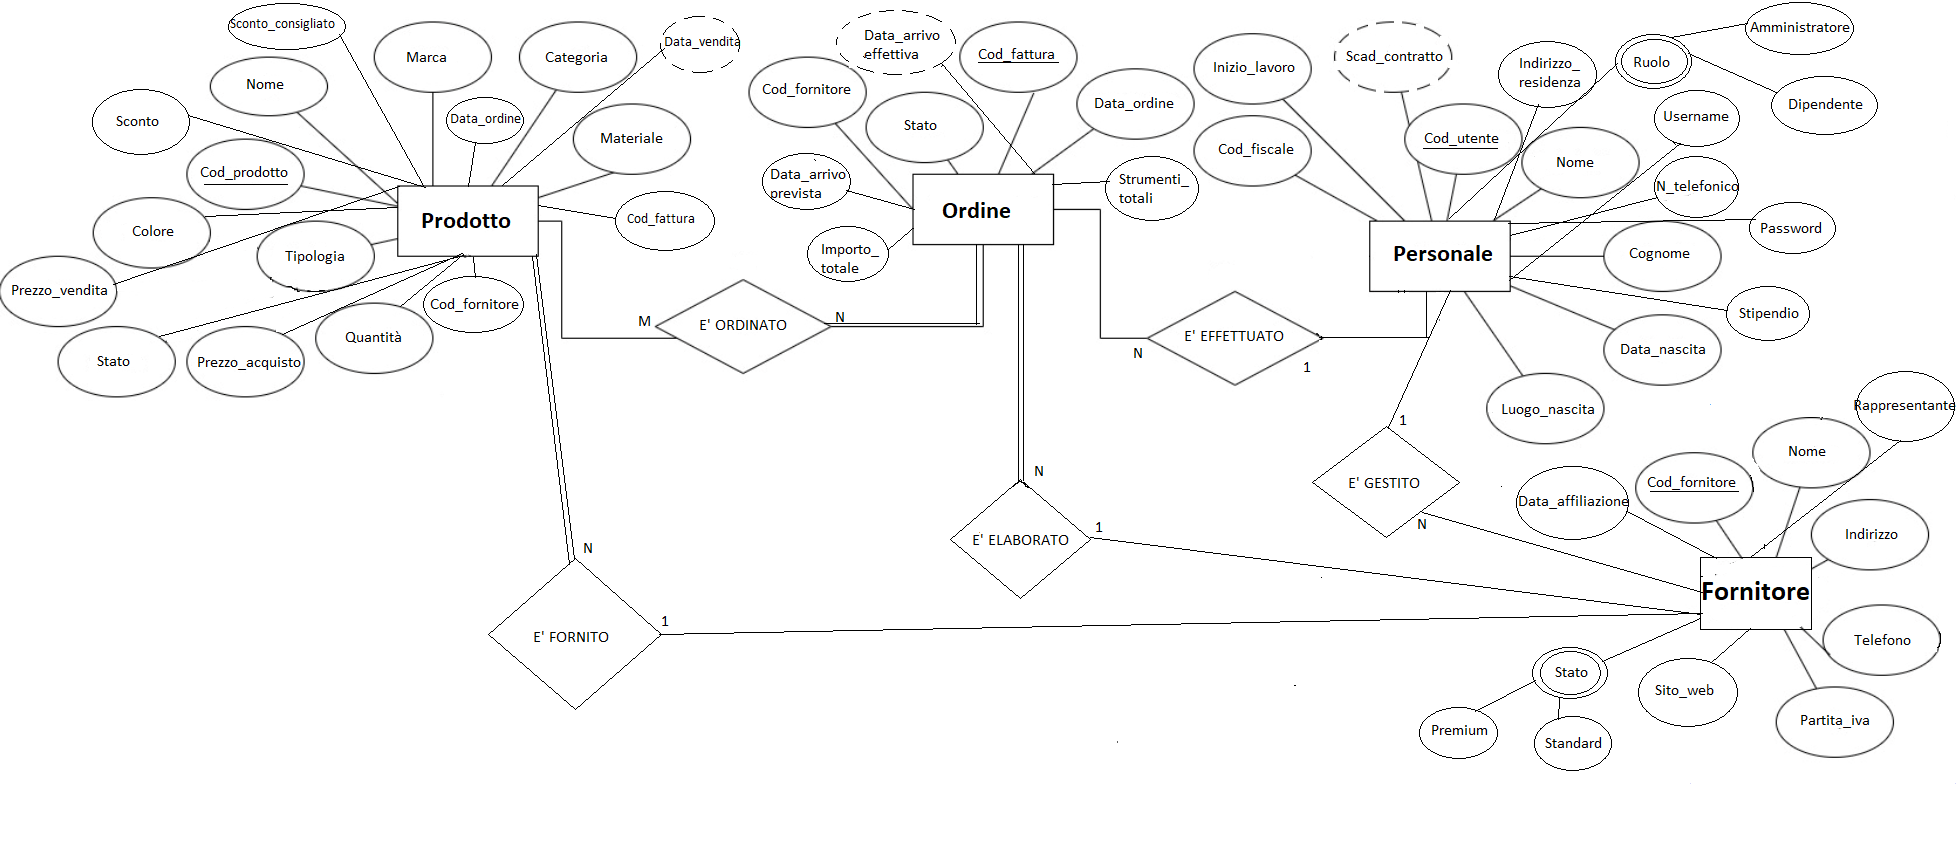 Sconto_consigliato
Marca
Categoria
Data_vendita
Nome
Sconto
Data_ordine
Materiale
Cod_prodotto
Colore
Prodotto
Cod_fattura
Tipologia
Prezzo_vendita
Cod_fornitore
Stato
Prezzo_acquisto
Quantità
M
E' ORDINATO
N
Data_arrivo
effettiva
Cod_fattura
Cod_fornitore
Data_ordine
Stato
Data_arrivo
prevista
Ordine
Strumenti_
totali
Importo_
totale
N
E' EFFETTUATO
1
Inizio_lavoro
Scad_contratto
Indirizzo_
residenza
Ruolo
Amministratore
Dipendente
Username
Cod_fiscale
Cod_utente
Nome
N_telefonico
Password
Personale
Cognome
Stipendio
Data_nascita
Luogo_nascita
1
E' GESTITO
N
N
E' ELABORATO
1
N
E' FORNITO
1
Rappresentante
Nome
Cod_fornitore
Data_affiliazione
Indirizzo
Fornitore
Telefono
Stato
Sito_web
Partita_iva
Premium
Standard